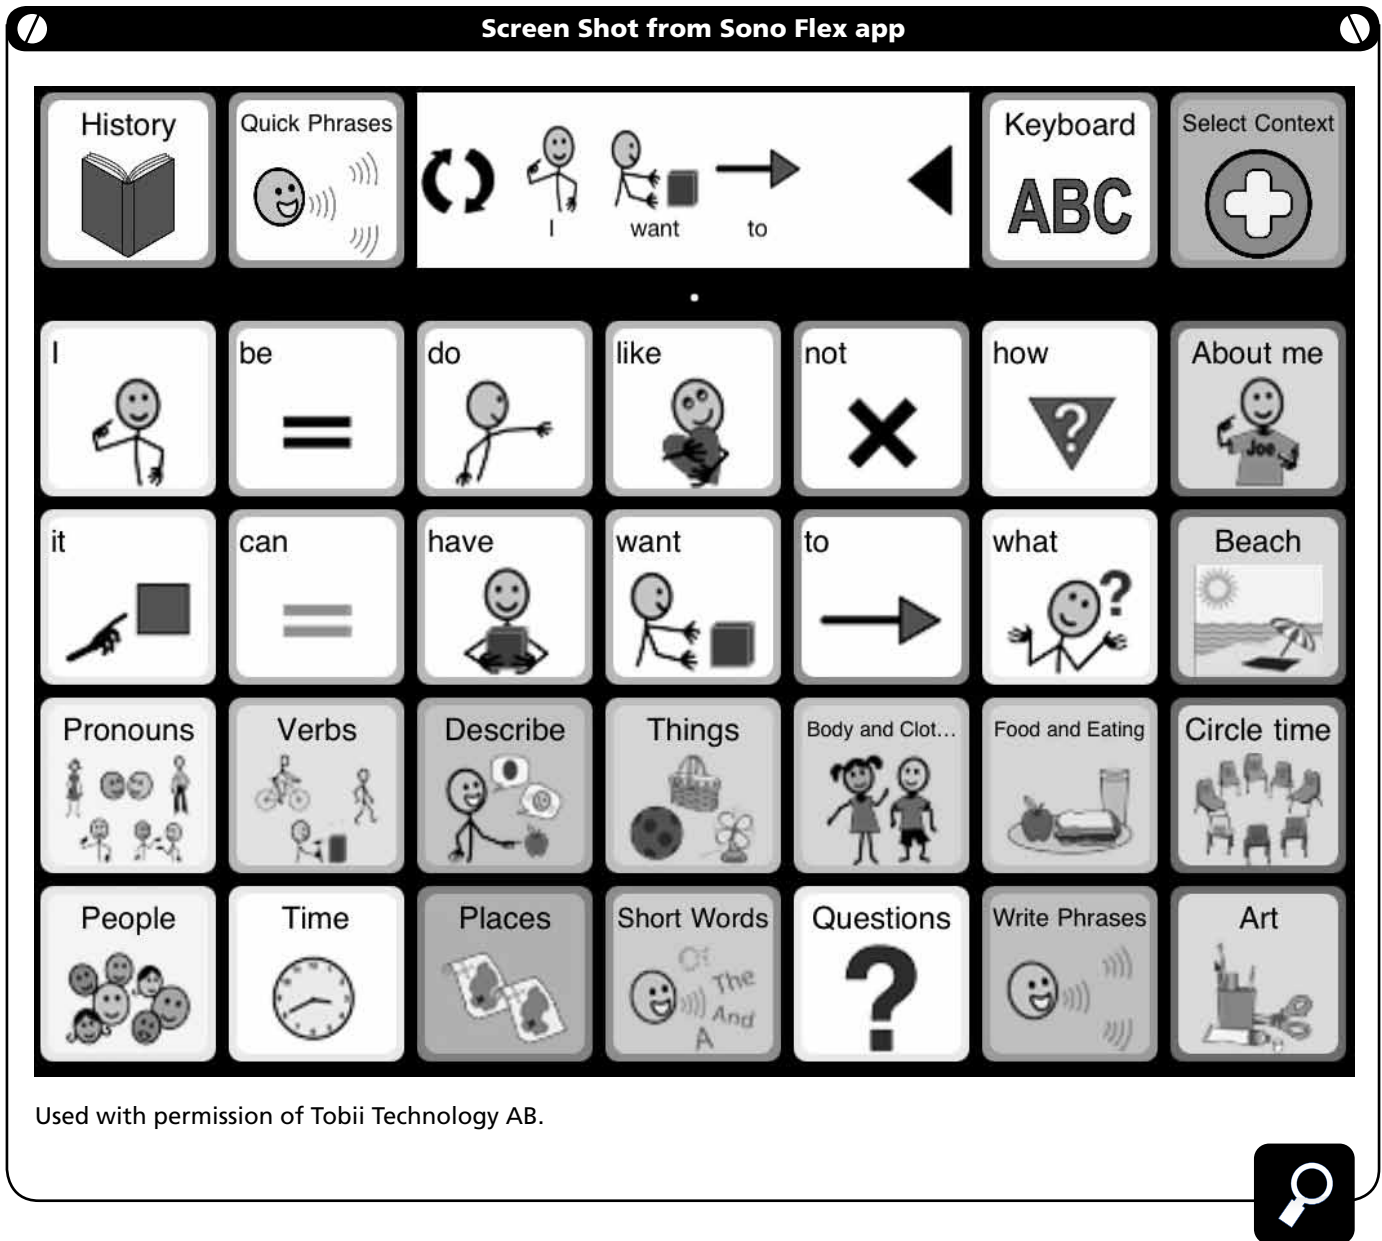 Screen Shot from Sono Flex app
History
Quick Phrases
I want to
Keyboard
ABC
Select Context
I
be
do
like
not
how
?
About me
Joe
it
can
have
want
to
what
?
Beach
Pronouns
Verbs
Describe
Things
Body and Clot...
Food and Eating
Circle time
People
Time
Places
Short Words
The
And
A
Questions
?
Write Phrases
Art
Used with permission of Tobii Technology AB.